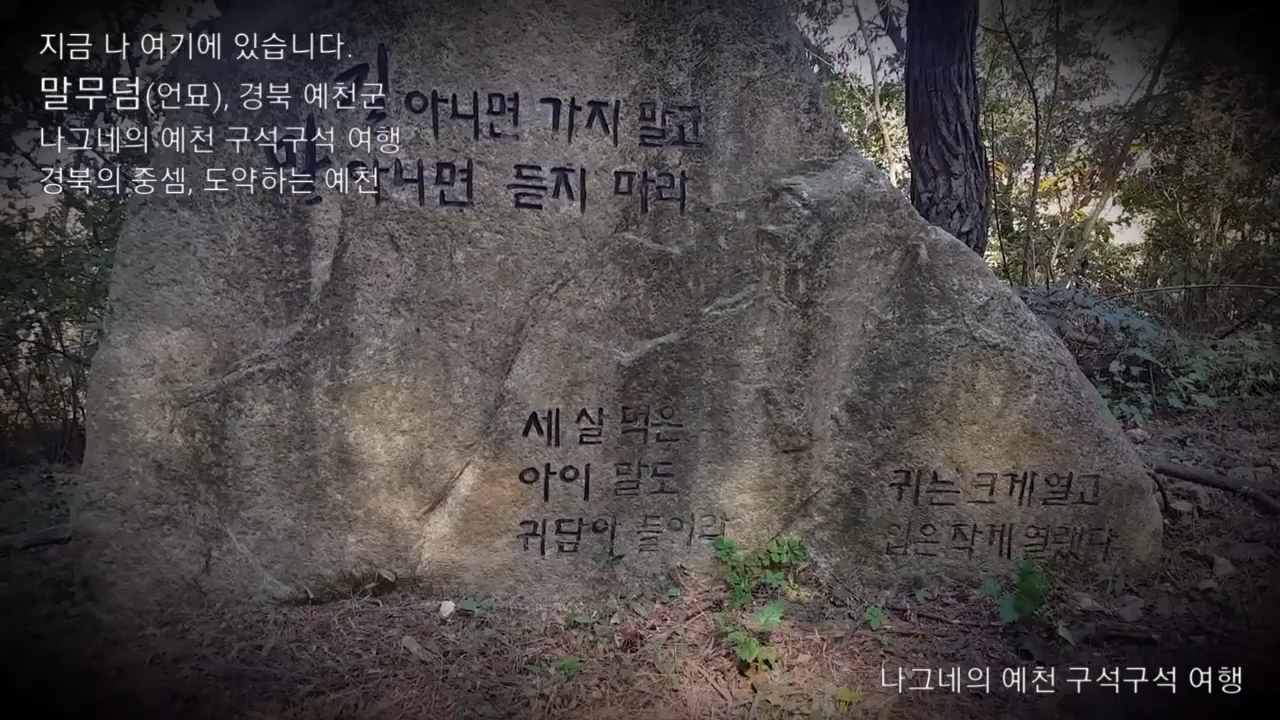 지금 나 여기에 있습니다.
말무덤(언묘), 경북 예천군
나그네의 예천 구석구석 여행
경북의 중셈, 도약하는 예천
길 아니면 가지 말고
말 아니면 듣지 마라.
세 살 먹은
아이 말도
귀담아 들어라
귀는 크게 열고
입은 작게 열랬다
나그네의 예천 구석구석 여행